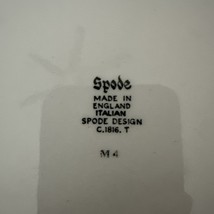 Spode
MADE IN
ENGLAND
ITALIAN
SPODE DESIGN
C.1816. T
M 4